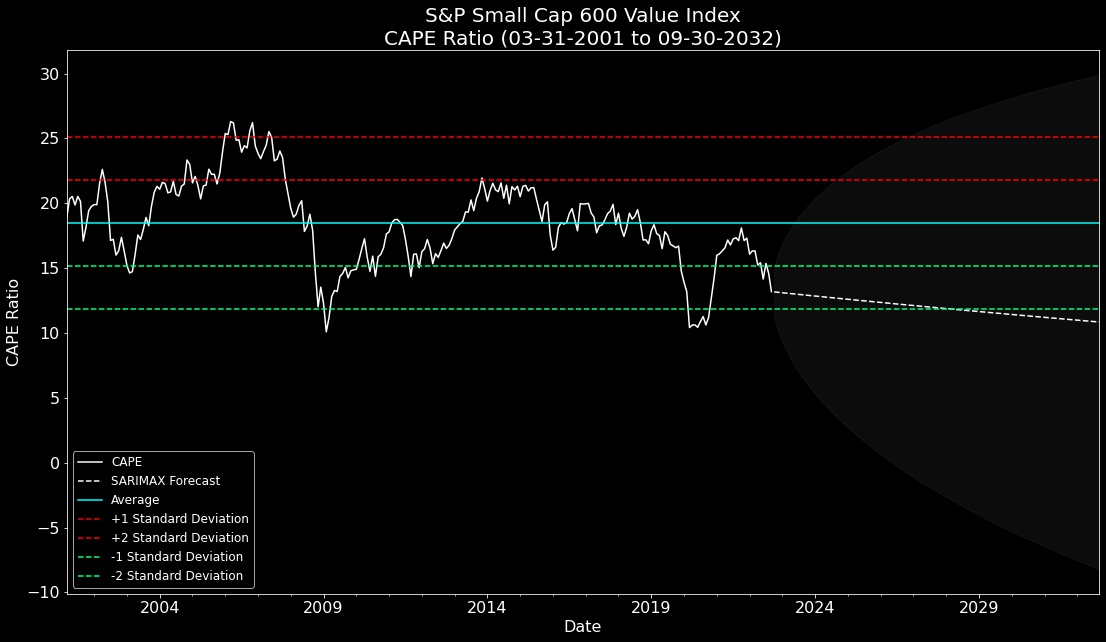 S&P Small Cap 600 Value Index
CAPE Ratio (03-31-2001 to 09-30-2032)
CAPE Ratio
30
25
20
15
10
5
0
−5
−10
CAPE
SARIMAX Forecast
Average
+1 Standard Deviation
+2 Standard Deviation
-1 Standard Deviation
-2 Standard Deviation
2004 2009 2014 2019 2024 2029
Date